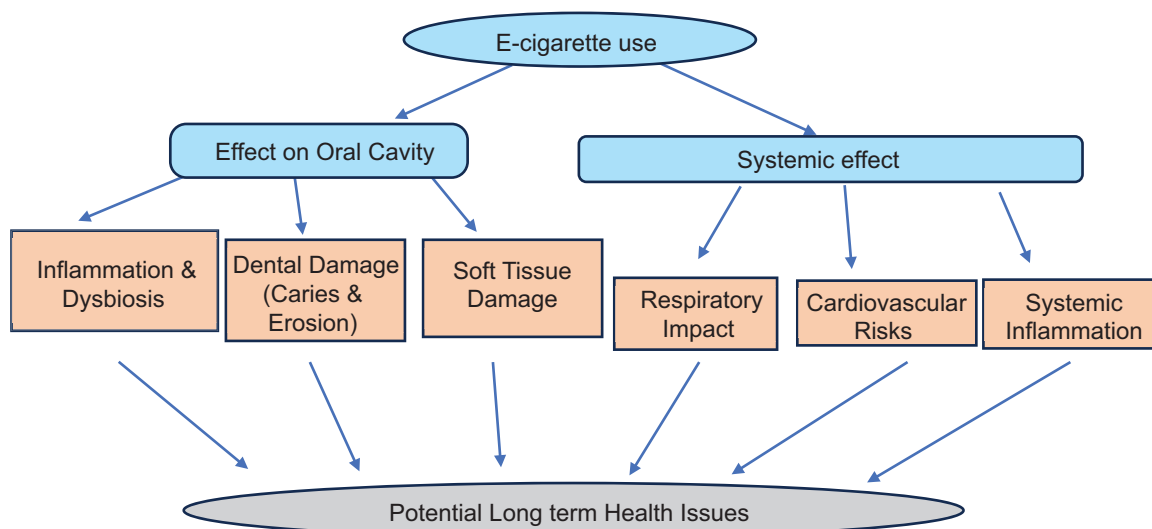 E-cigarette use
Effect on Oral Cavity
Systemic effect
Inflammation &
Dysbiosis
Dental Damage
(Caries &
Erosion)
Soft Tissue
Damage
Respiratory
Impact
Cardiovascular
Risks
Systemic
Inflammation
Potential Long term Health Issues